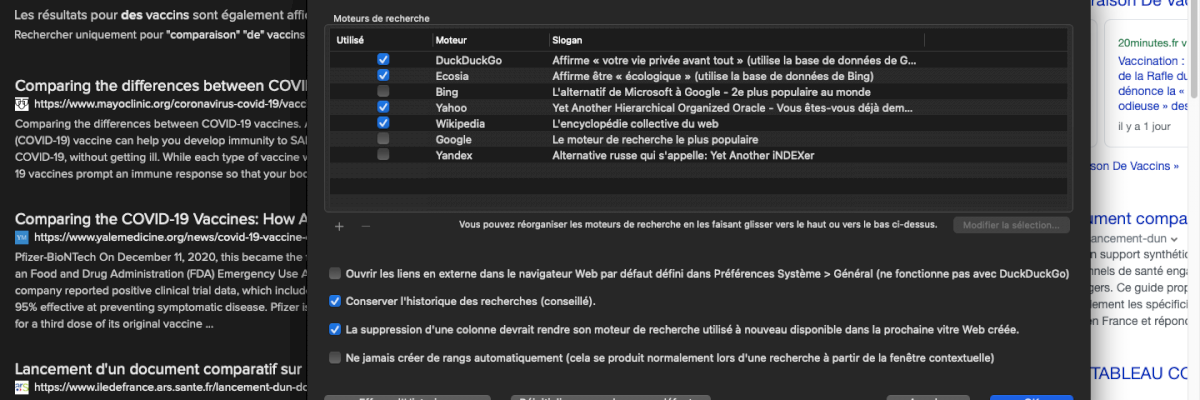 Les résultats pour des vaccins sont également affi
Rechercher uniquement pour "comparaison" "de" vaccins
Comparing the differences between COVID
https://www.mayoclinic.org/coronavirus-covid-19/vacc
Comparing the differences between COVID-19 vaccines. A
(COVID-19) vaccine can help you develop immunity to SA
COVID-19, without getting ill. While each type of vaccine
19 vaccines prompt an immune response so that your bod
Comparing the COVID-19 Vaccines: How A
https://www.yalemedicine.org/news/covid-19-vaccine-
Pfizer-BioNTech On December 11, 2020, this became the
an Food and Drug Administration (FDA) Emergency Use A
company reported positive clinical trial data, which includ
95% effective at preventing symptomatic disease. Pfizer i
for a third dose of its original vaccine ...
Lancement d'un document comparatif sur
ars https://www.iledefrance.ars.sante.fr/lancement-dun-do
Moteurs de recherche
Utilisé Moteur Slogan
DuckDuckGo Affirme « votre vie privée avant tout » (utilise la base de données de G...
Ecosia Affirme être « écologique » (utilise la base de données de Bing)
Bing L'alternatif de Microsoft à Google - 2e plus populaire au monde
Yahoo Yet Another Hierarchical Organized Oracle - Vous êtes-vous déjà dem...
Wikipedia L'encyclopédie collective du web
Google Le moteur de recherche le plus populaire
Yandex Alternative russe qui s'appelle: Yet Another iNDEXer
+ −
Vous pouvez réorganiser les moteurs de recherche en les faisant glisser vers le haut ou vers le bas ci-dessus.
Modifier la sélection...
Ouvrir les liens en externe dans le navigateur Web par défaut défini dans Préférences Système > Général (ne fonctionne pas avec DuckDuckGo)
Conserver l'historique des recherches (conseillé).
La suppression d'une colonne devrait rendre son moteur de recherche utilisé à nouveau disponible dans la prochaine vitre Web créée.
Ne jamais créer de rangs automatiquement (cela se produit normalement lors d'une recherche à partir de la fenêtre contextuelle)
raison De Vac
20minutes.fr v
Vaccination :
de la Rafle du
dénonce la «
odieuse » des
il y a 1 jour
son De Vaccins »
ument compa
ancement-dun
n support synthétic
nnels de santé enga
gers. Ce guide prop
lement les spécifici
en France et répond
TABLEAU CO